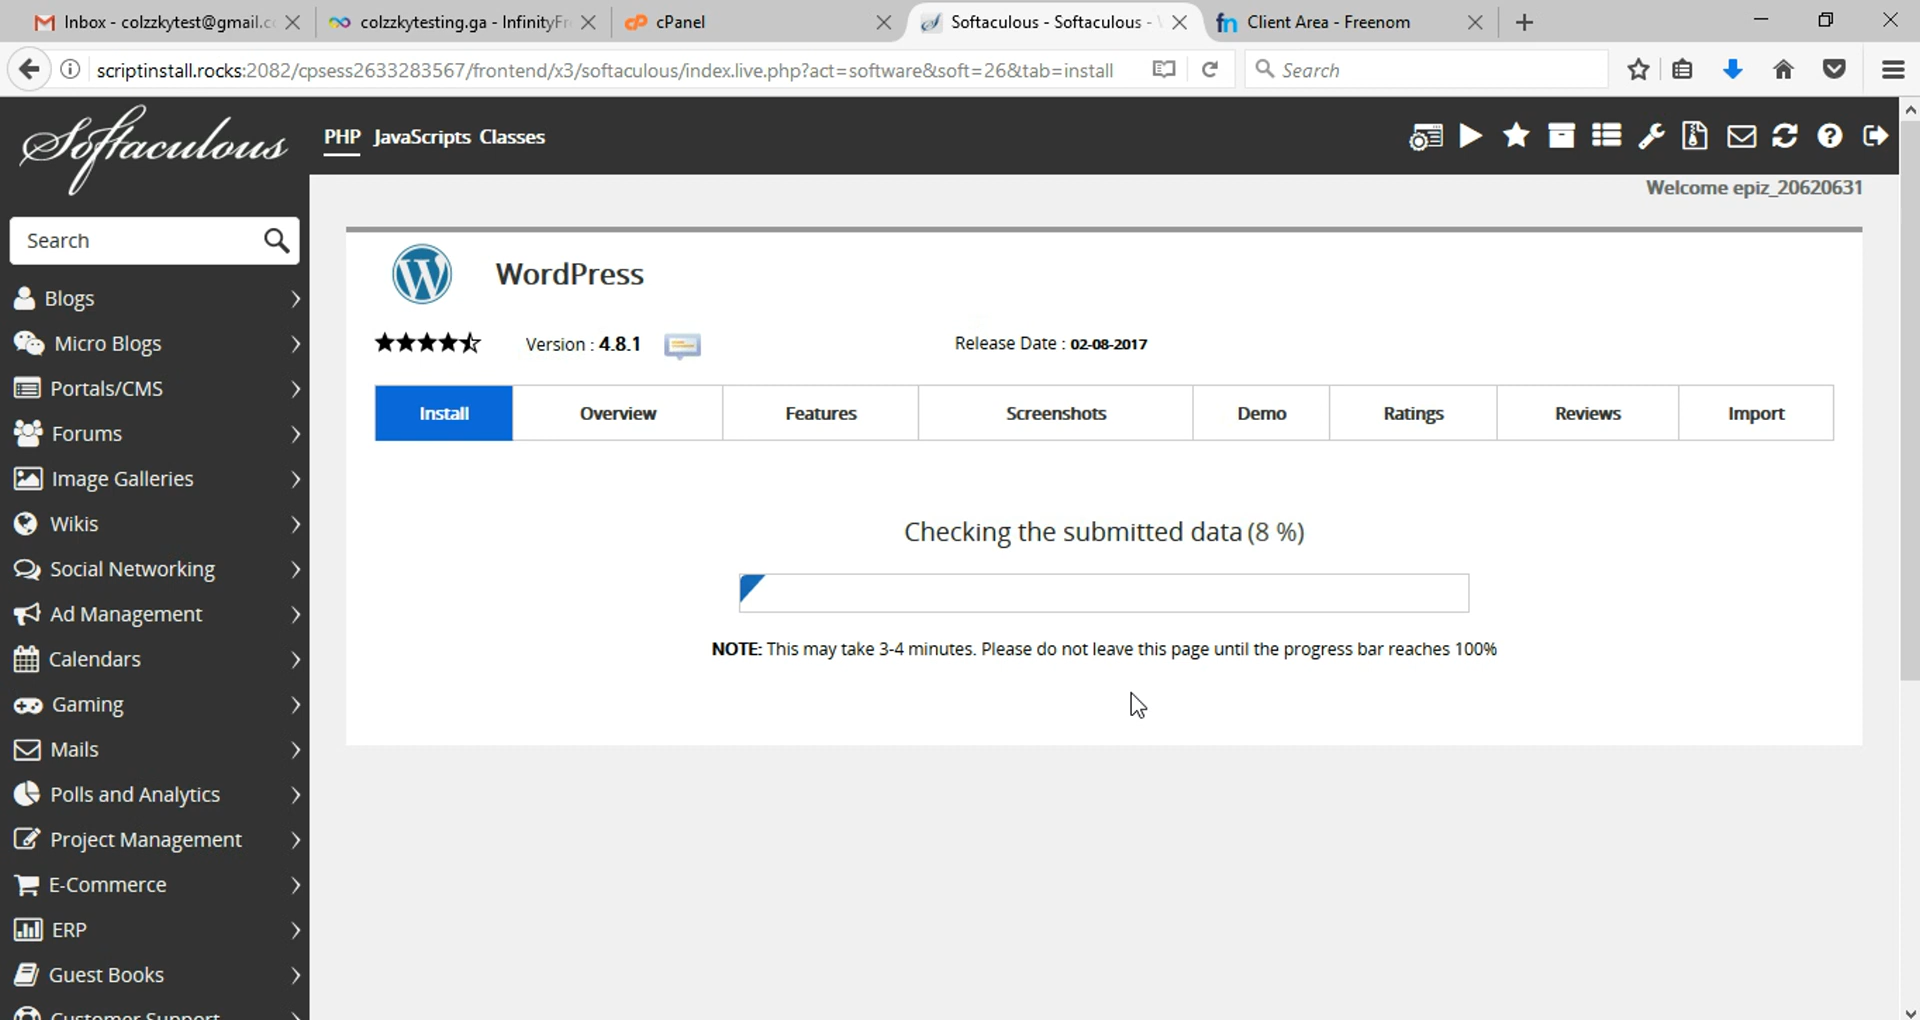 Inbox - colzzkytest@gmail.c
colzzkytesting.ga - InfinityFr
cPanel
Softaculous - Softaculous -
Client Area - Freenom
scriptinstall.rocks:2082/cpsess2633283567/frontend/x3/softaculous/index.live.php?act=software&soft=26&tab=install
Search
Softaculous
PHP JavaScripts Classes
Welcome epiz_20620631
Search
Blogs
Micro Blogs
Portals/CMS
Forums
Image Galleries
Wikis
Social Networking
Ad Management
Calendars
Gaming
Mails
Polls and Analytics
Project Management
E-Commerce
ERP
Guest Books
Customer Support
WordPress
Version : 4.8.1
Release Date : 02-08-2017
Install
Overview
Features
Screenshots
Demo
Ratings
Reviews
Import
Checking the submitted data (8 %)
NOTE: This may take 3-4 minutes. Please do not leave this page until the progress bar reaches 100%